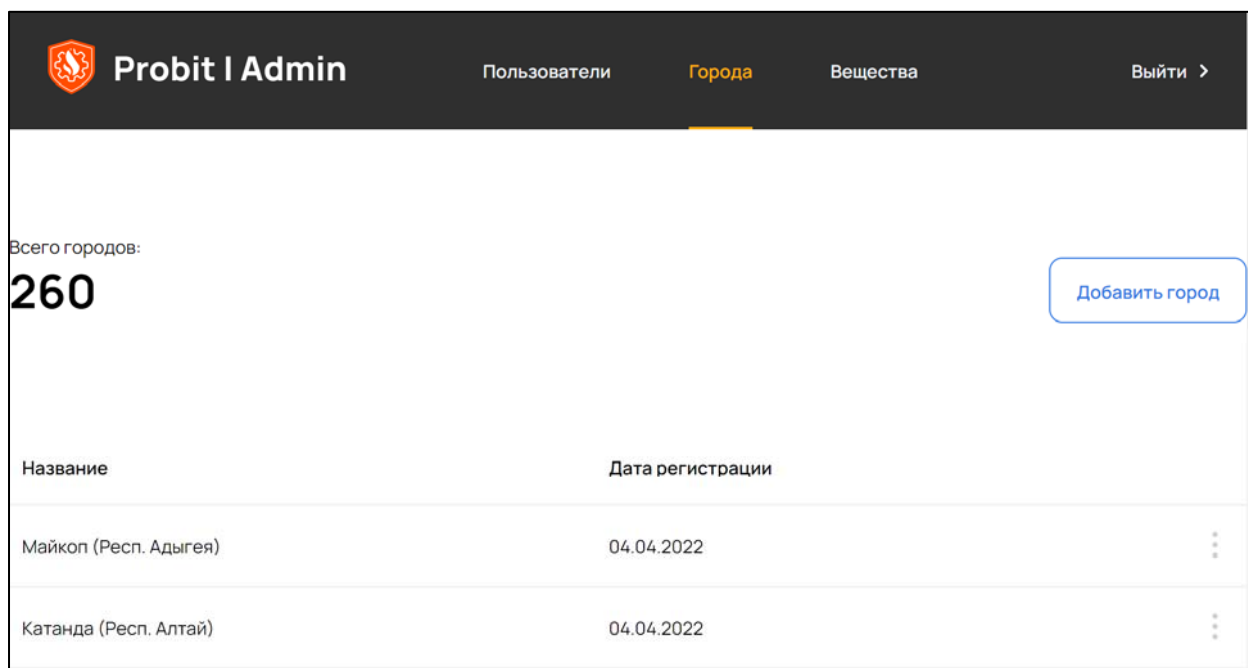 Probit | Admin Пользователи Города Вещества Выйти >
Всего городов:
260
Добавить город
Название Дата регистрации
Майкоп (Респ. Адыгея) 04.04.2022
Катанда (Респ. Алтай) 04.04.2022